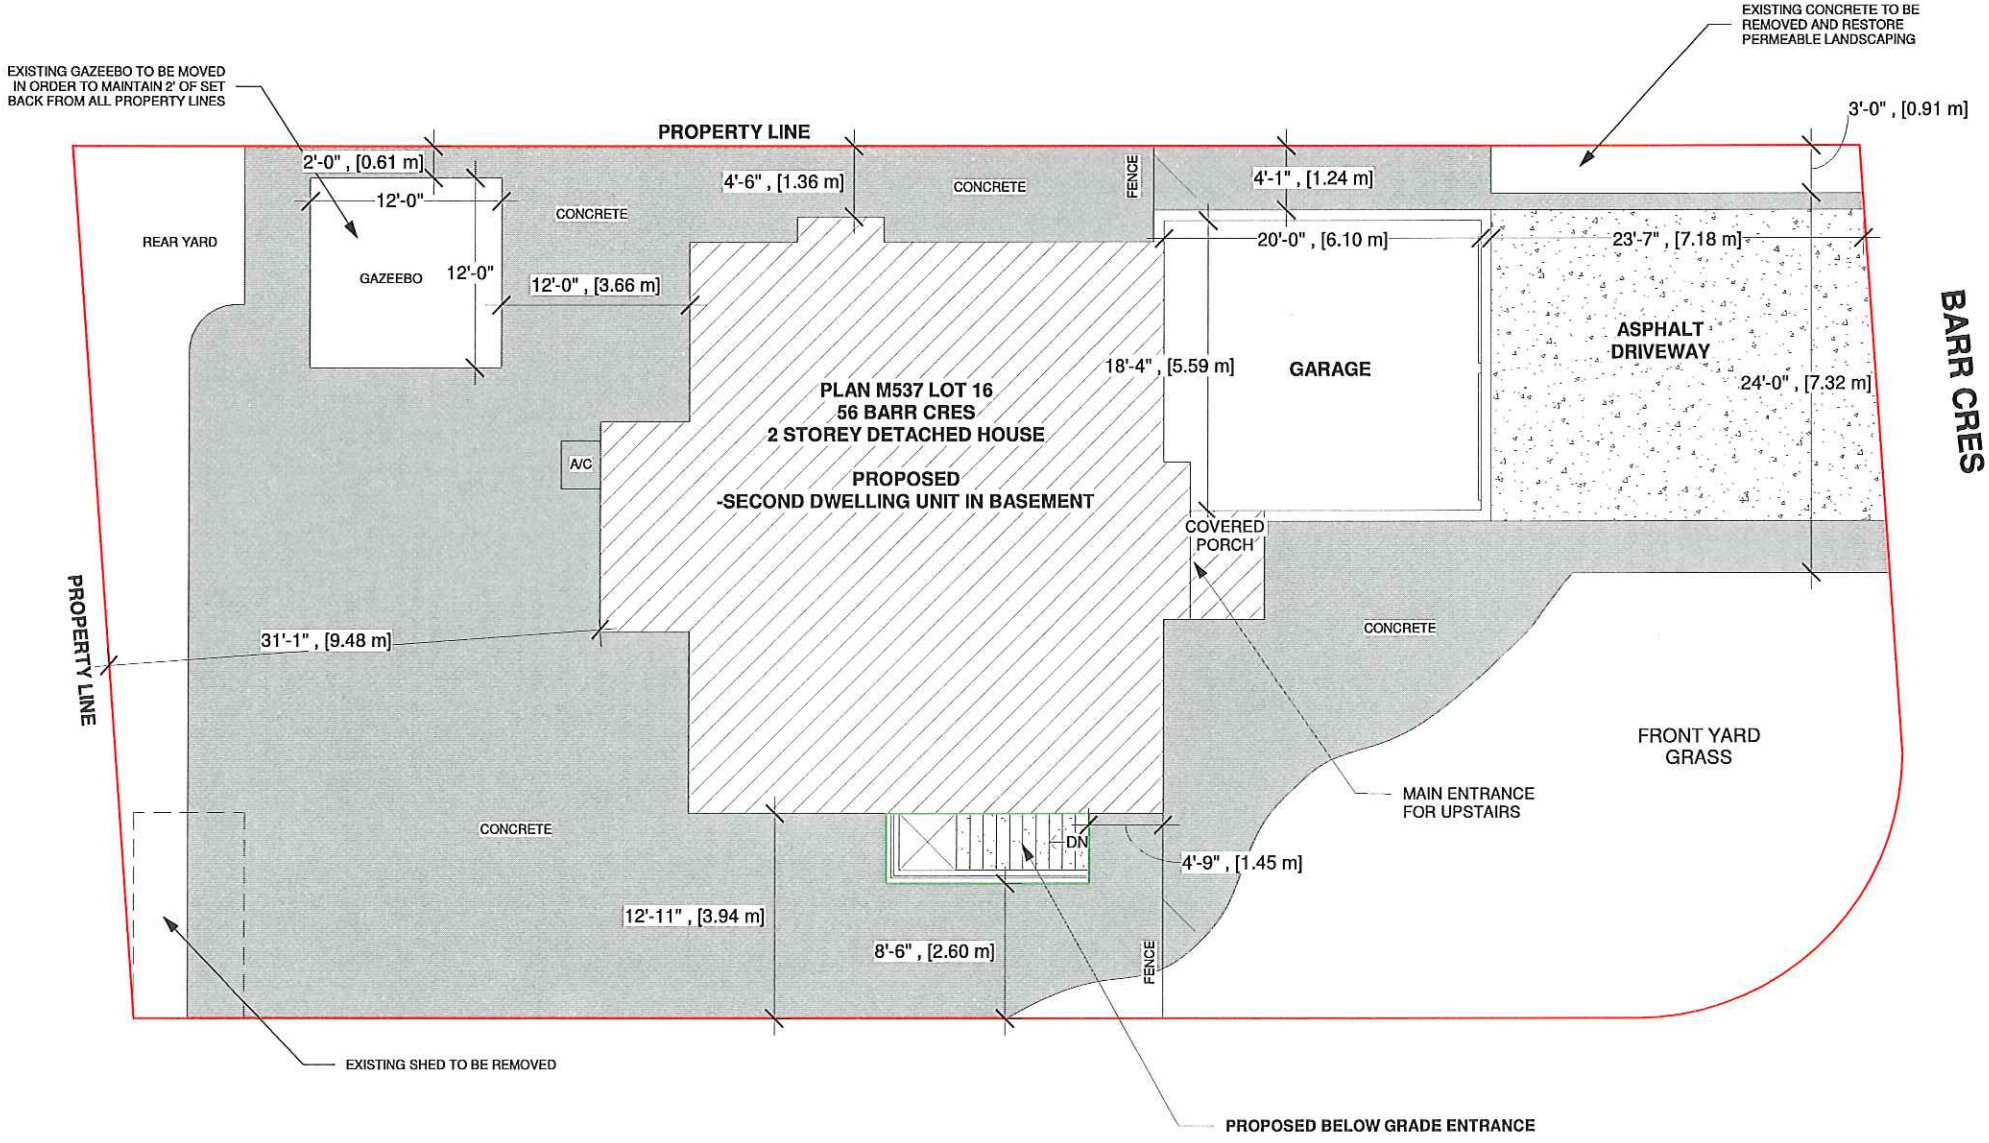 EXISTING CONCRETE TO BE
REMOVED AND RESTORE
PERMEABLE LANDSCAPING
EXISTING GAZEEBO TO BE MOVED
IN ORDER TO MAINTAIN 2' OF SET
BACK FROM ALL PROPERTY LINES
3'-0" , [0.91 m]
PROPERTY LINE
2'-0" , [0.61 m]
4'-6" , [1.36 m]
CONCRETE
FENCE
4'-1" , [1.24 m]
12'-0"
CONCRETE
REAR YARD
20'-0" , [6.10 m]
23'-7" , [7.18 m]
GAZEEBO
12'-0"
12'-0" , [3.66 m]
BARR CRES
ASPHALT
DRIVEWAY
18'-4" , [5.59 m]
GARAGE
24'-0" , [7.32 m]
PLAN M537 LOT 16
56 BARR CRES
2 STOREY DETACHED HOUSE
PROPOSED
-SECOND DWELLING UNIT IN BASEMENT
A/C
COVERED
PORCH
PROPERTY LINE
31'-1" , [9.48 m]
CONCRETE
FRONT YARD
GRASS
MAIN ENTRANCE
FOR UPSTAIRS
CONCRETE
DN
4'-9" , [1.45 m]
12'-11" , [3.94 m]
8'-6" , [2.60 m]
FENCE
EXISTING SHED TO BE REMOVED
PROPOSED BELOW GRADE ENTRANCE